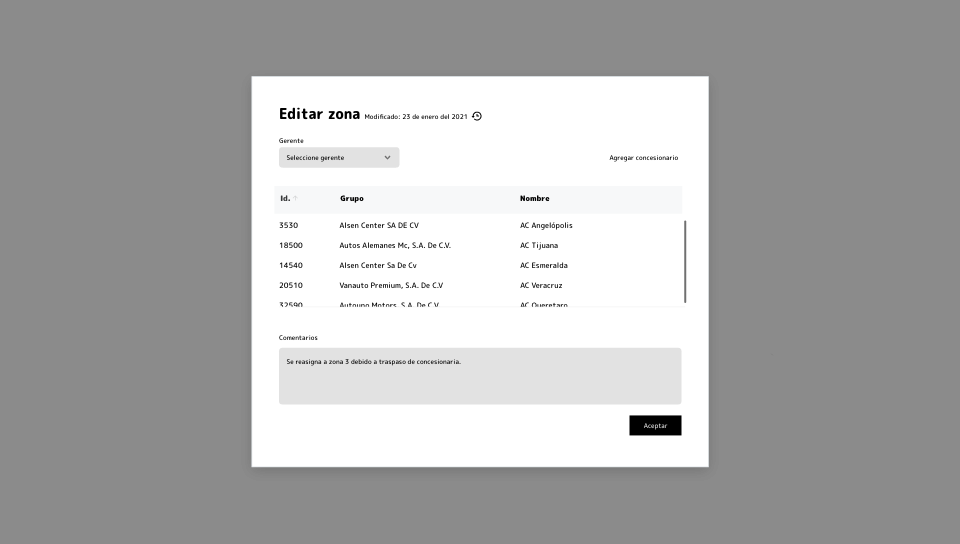 Editar zona Modificado: 23 de enero del 2021
Gerente
Seleccione gerente
Agregar concesionario
Id. ↑ Grupo Nombre
3530 Alsen Center SA DE CV AC Angelópolis
18500 Autos Alemanes Mc, S.A. De C.V. AC Tijuana
14540 Alsen Center Sa De Cv AC Esmeralda
20510 Vanauto Premium, S.A. De C.V AC Veracruz
32590 Autouno Motors, S.A. De C.V AC Queretaro
Comentarios
Se reasigna a zona 3 debido a traspaso de concesionaria.
Aceptar